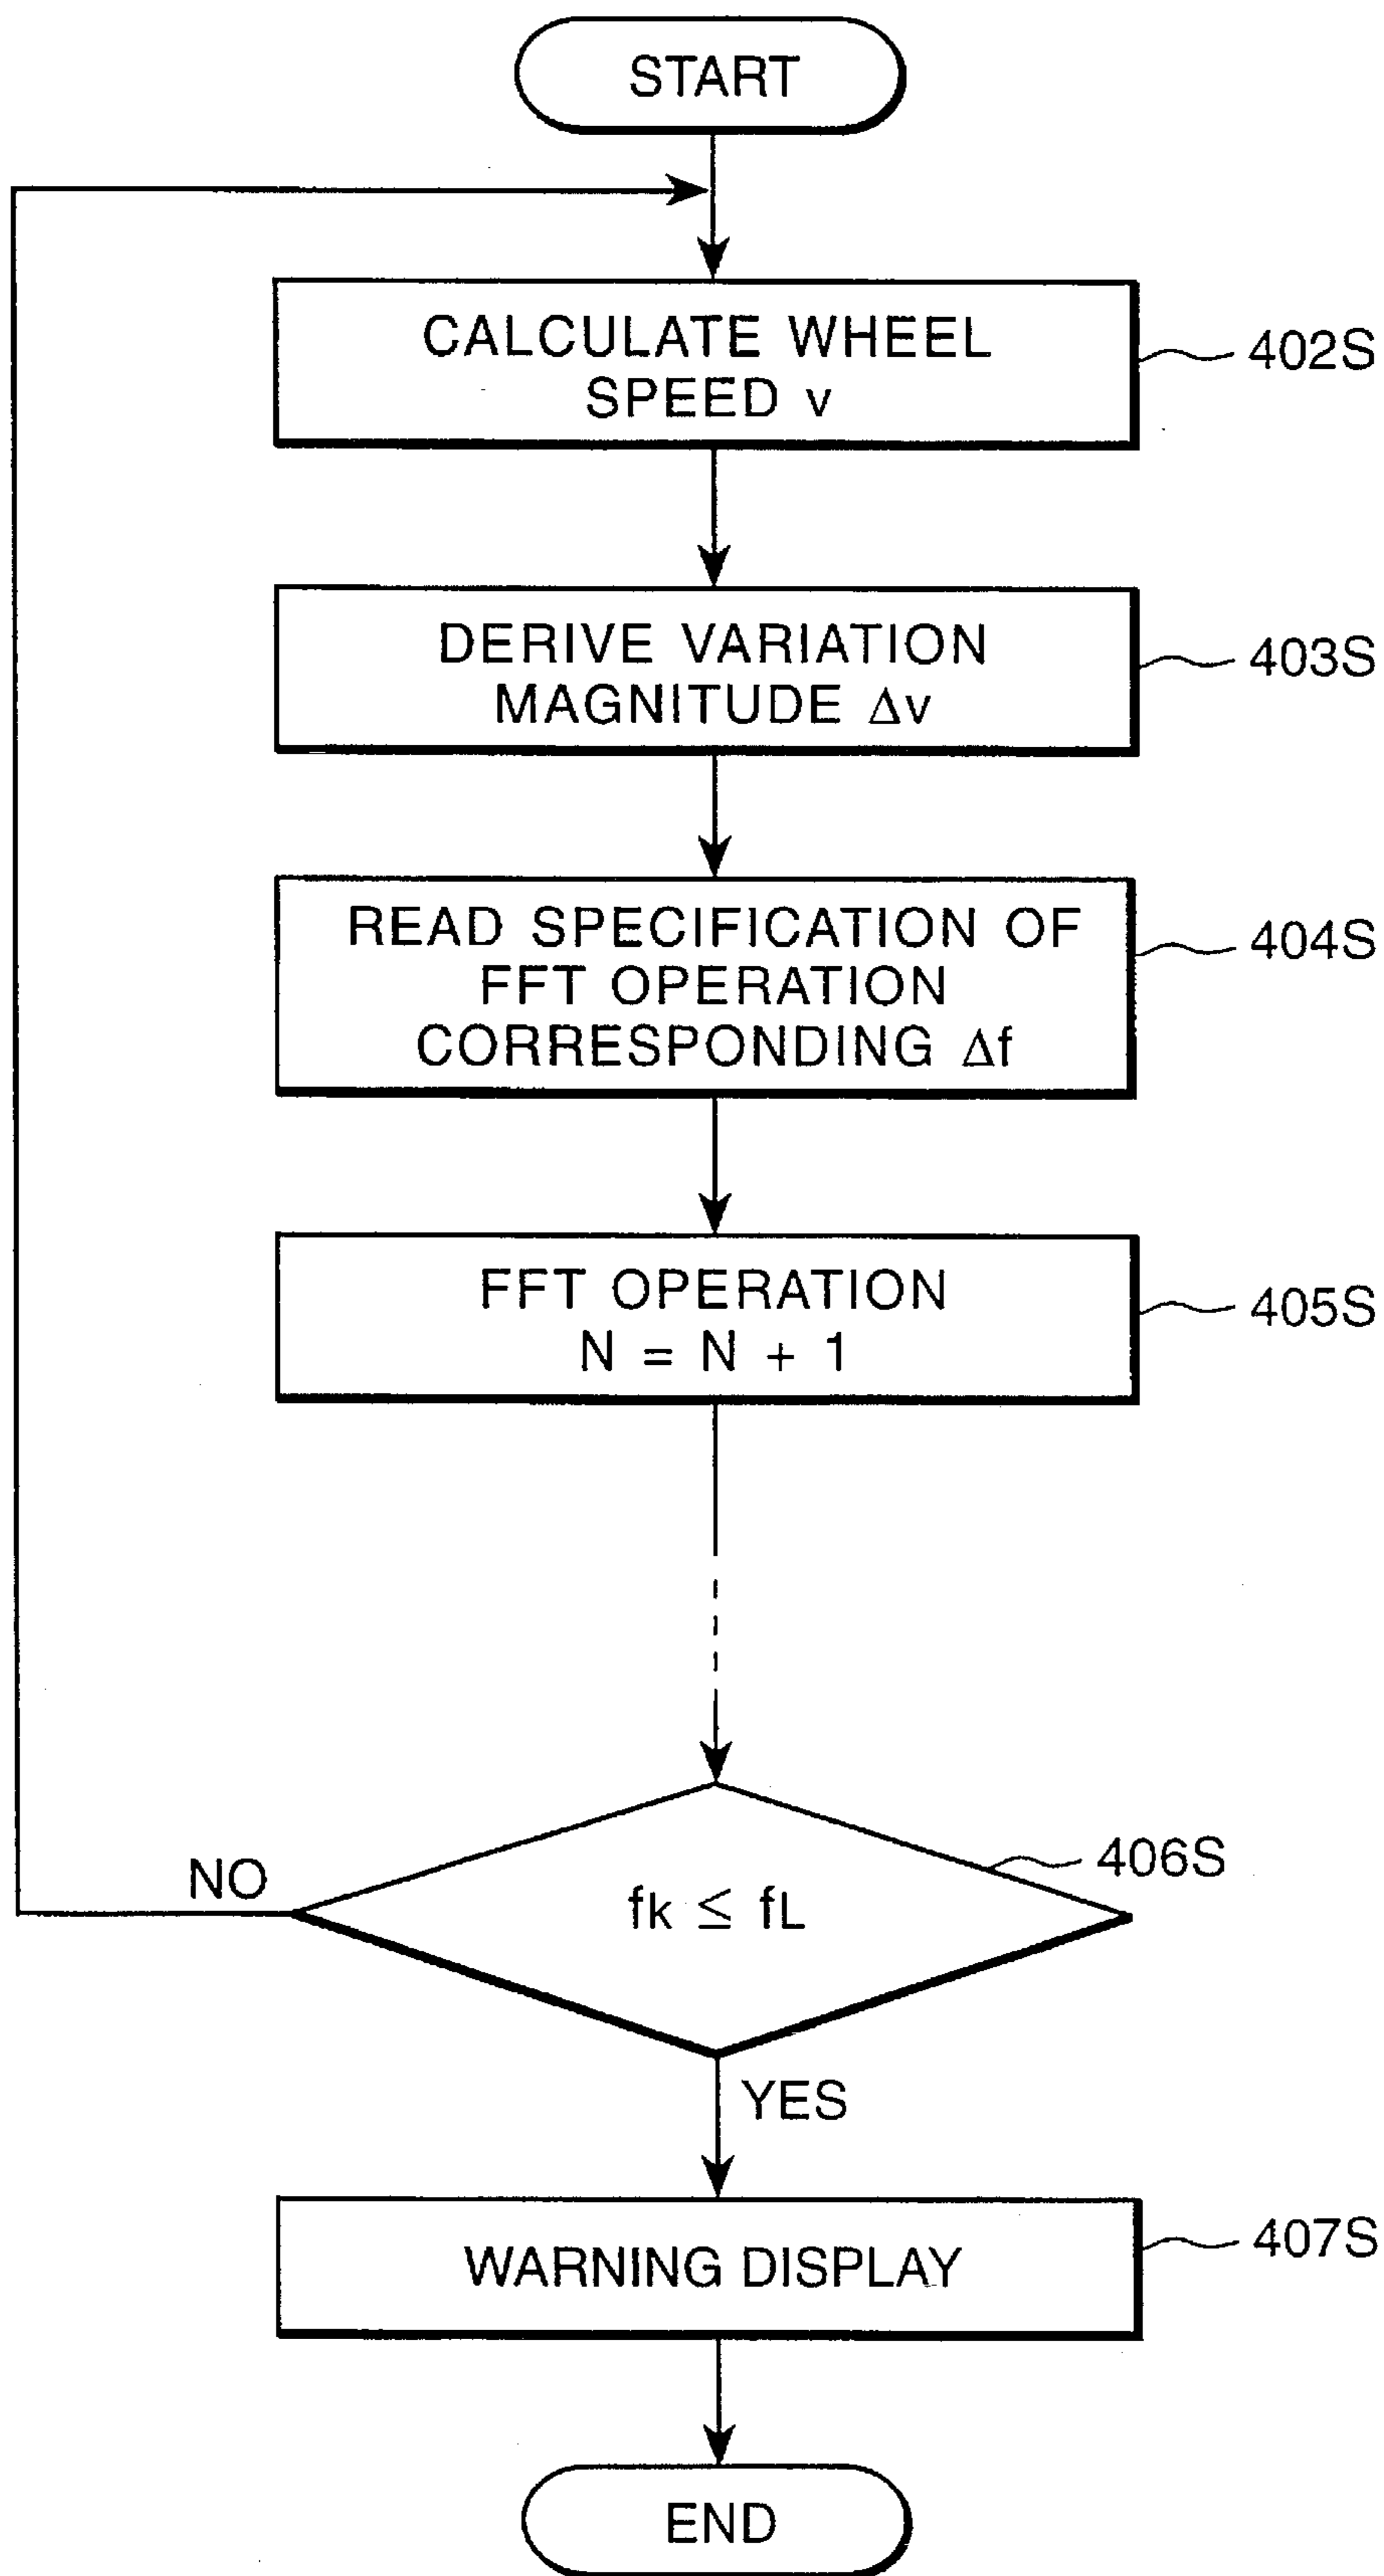 START
CALCULATE WHEEL
SPEED v
402S
DERIVE VARIATION
MAGNITUDE Δv
403S
READ SPECIFICATION OF
FFT OPERATION
CORRESPONDING Δf
404S
FFT OPERATION
N = N + 1
405S
fk ≤ fL
406S
NO
YES
WARNING DISPLAY
407S
END